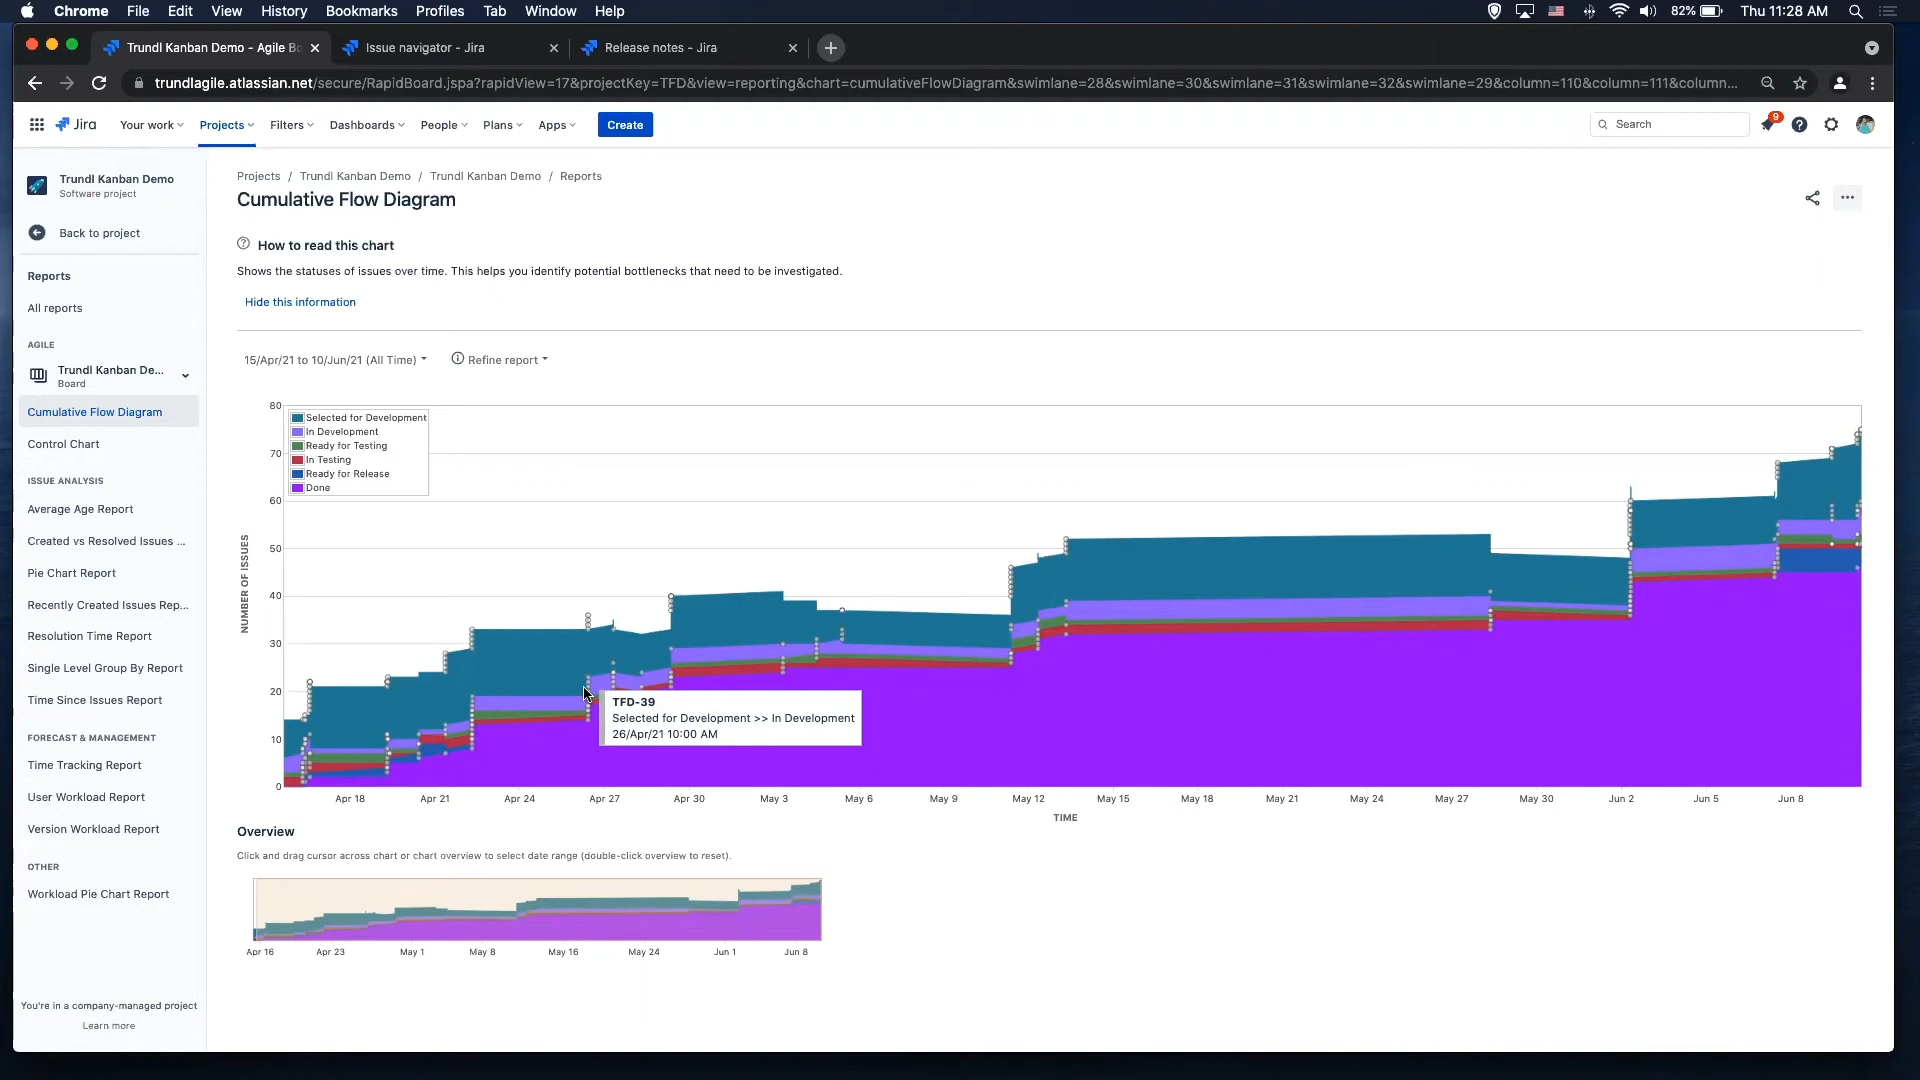 Chrome File Edit View History Bookmarks Profiles Tab Window Help 82% Thu 11:28 AM
Trundl Kanban Demo - Agile Bo
Issue navigator - Jira
Release notes - Jira
trundlagile.atlassian.net/secure/RapidBoard.jspa?rapidView=17&projectKey=TFD&view=reporting&chart=cumulativeFlowDiagram&swimlane=28&swimlane=30&swimlane=31&swimlane=32&swimlane=29&column=110&column=111&column...
Jira Your work Projects Filters Dashboards People Plans Apps Create Search 9
Trundl Kanban Demo
Software project
Back to project
Reports
All reports
AGILE
Trundl Kanban De...
Board
Cumulative Flow Diagram
Control Chart
ISSUE ANALYSIS
Average Age Report
Created vs Resolved Issues ...
Pie Chart Report
Recently Created Issues Rep...
Resolution Time Report
Single Level Group By Report
Time Since Issues Report
FORECAST & MANAGEMENT
Time Tracking Report
User Workload Report
Version Workload Report
OTHER
Workload Pie Chart Report
You're in a company-managed project
Learn more
Projects / Trundl Kanban Demo / Trundl Kanban Demo / Reports
Cumulative Flow Diagram
How to read this chart
Shows the statuses of issues over time. This helps you identify potential bottlenecks that need to be investigated.
Hide this information
15/Apr/21 to 10/Jun/21 (All Time) Refine report
Selected for Development
In Development
Ready for Testing
In Testing
Ready for Release
Done
80
70
60
50
40
30
20
10
0
NUMBER OF ISSUES
TFD-39
Selected for Development >> In Development
26/Apr/21 10:00 AM
Apr 18 Apr 21 Apr 24 Apr 27 Apr 30 May 3 May 6 May 9 May 12 May 15 May 18 May 21 May 24 May 27 May 30 Jun 2 Jun 5 Jun 8
TIME
Overview
Click and drag cursor across chart or chart overview to select date range (double-click overview to reset).
Apr 16 Apr 23 May 1 May 8 May 16 May 24 Jun 1 Jun 8